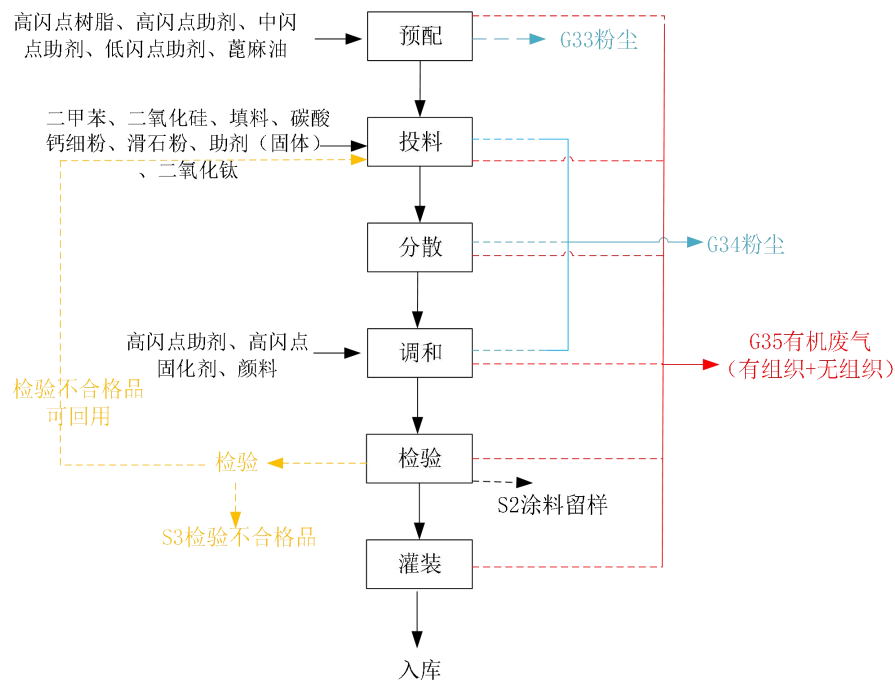 高闪点树脂、高闪点助剂、中闪
点助剂、低闪点助剂、蓖麻油
预配
G33粉尘
二甲苯、二氧化硅、填料、碳酸
钙细粉、滑石粉、助剂（固体）
、二氧化钛
投料
分散
G34粉尘
高闪点助剂、高闪点
固化剂、颜料
调和
G35有机废气
（有组织+无组织）
检验不合格品
可回用
检验
检验
S2涂料留样
S3检验不合格品
灌装
入库